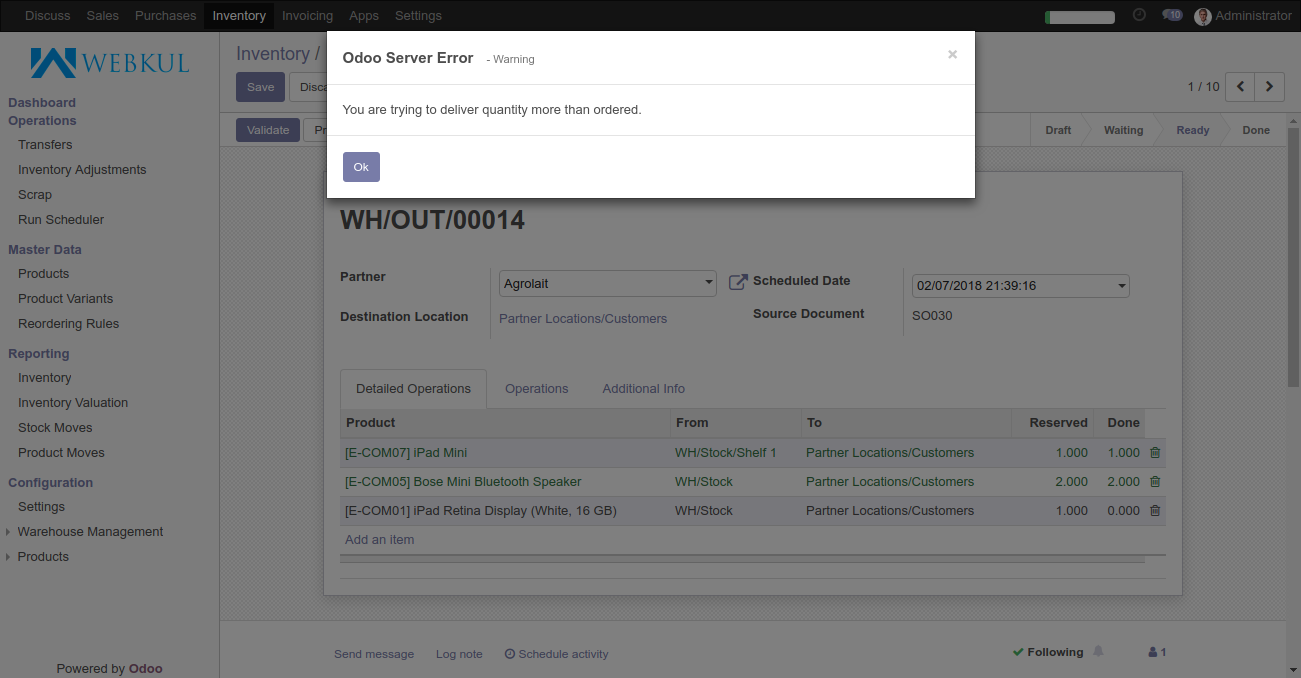 Discuss Sales Purchases Inventory Invoicing Apps Settings 10 Administrator
WEBKUL
Dashboard
Operations
Transfers
Inventory Adjustments
Scrap
Run Scheduler
Master Data
Products
Product Variants
Reordering Rules
Reporting
Inventory
Inventory Valuation
Stock Moves
Product Moves
Configuration
Settings
Warehouse Management
Products
Powered by Odoo
Inventory /
Save
1 / 10
Validate
Draft Waiting Ready Done
Odoo Server Error - Warning ×
You are trying to deliver quantity more than ordered.
Ok
WH/OUT/00014
Partner Agrolait Scheduled Date 02/07/2018 21:39:16
Destination Location Partner Locations/Customers Source Document SO030
Detailed Operations Operations Additional Info
Product From To Reserved Done
[E-COM07] iPad Mini WH/Stock/Shelf 1 Partner Locations/Customers 1.000 1.000
[E-COM05] Bose Mini Bluetooth Speaker WH/Stock Partner Locations/Customers 2.000 2.000
[E-COM01] iPad Retina Display (White, 16 GB) WH/Stock Partner Locations/Customers 1.000 0.000
Add an item
Send message Log note Schedule activity Following 1